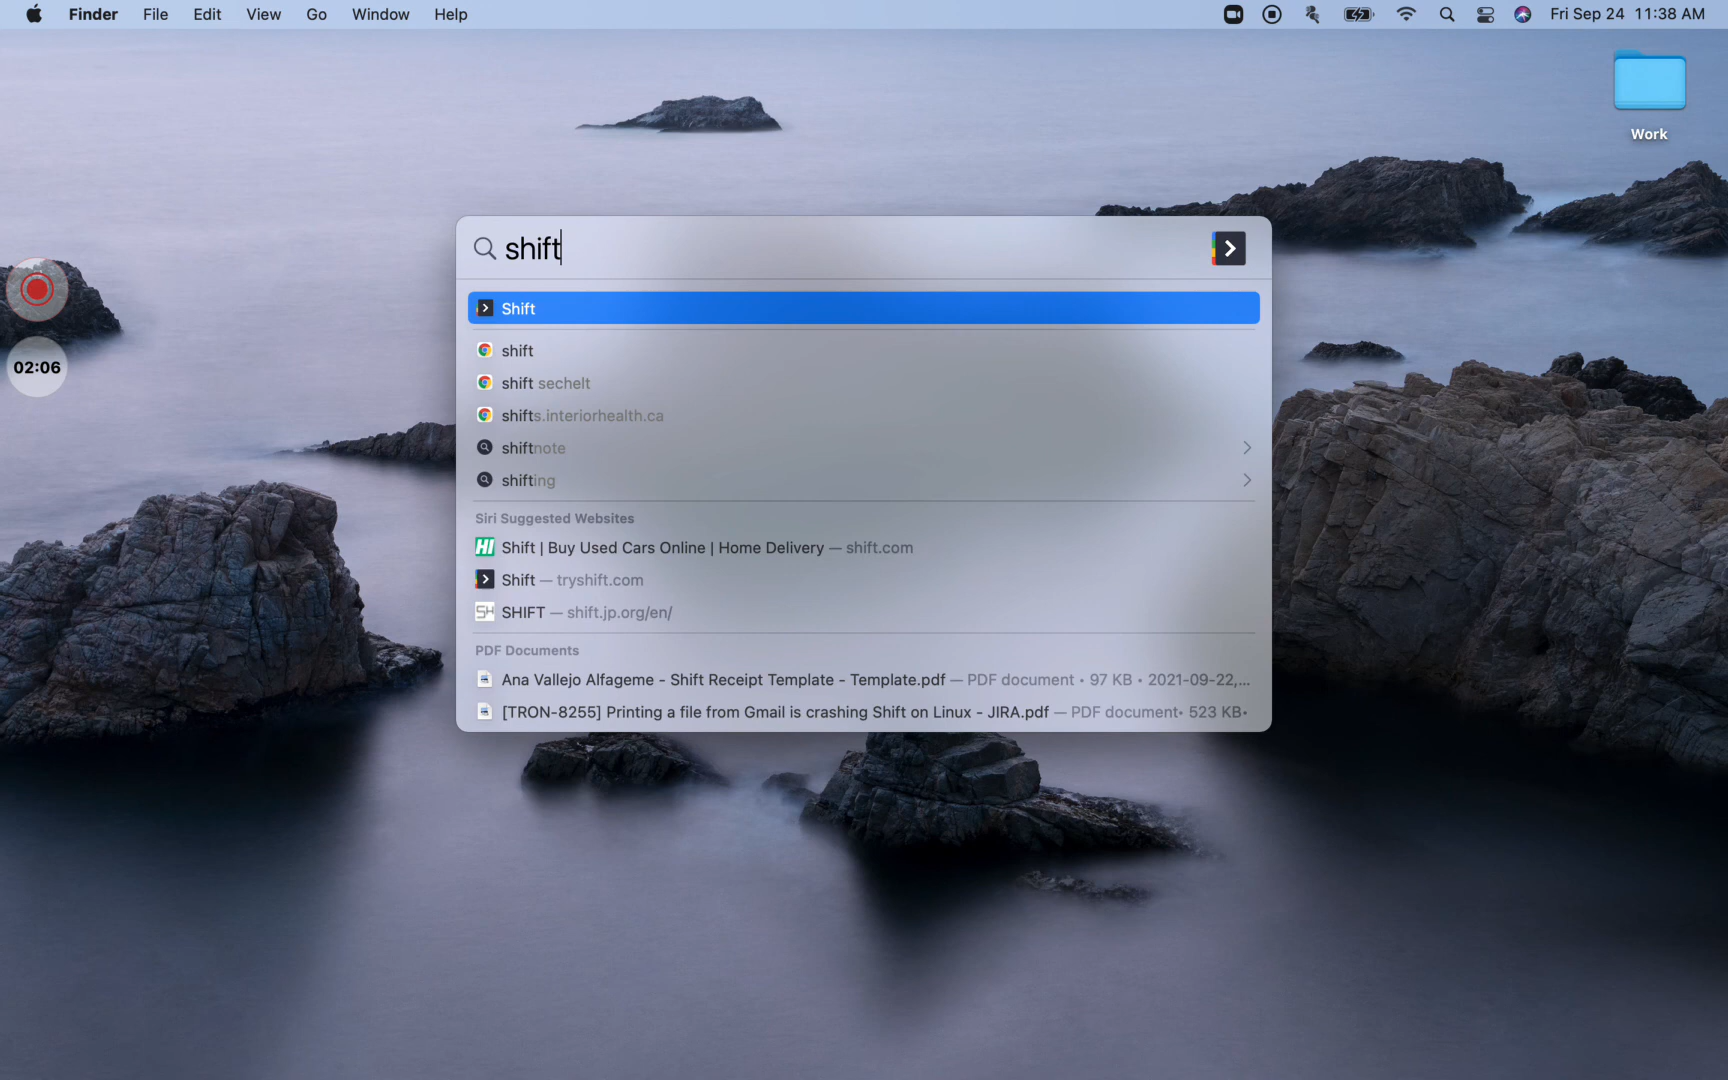 Finder File Edit View Go Window Help Fri Sep 24 11:38 AM
Work
shift
Shift
shift
shift sechelt
shifts.interiorhealth.ca
shiftnote
shifting
Siri Suggested Websites
Shift | Buy Used Cars Online | Home Delivery — shift.com
Shift — tryshift.com
SHIFT — shift.jp.org/en/
PDF Documents
Ana Vallejo Alfageme - Shift Receipt Template - Template.pdf — PDF document • 97 KB • 2021-09-22,...
[TRON-8255] Printing a file from Gmail is crashing Shift on Linux - JIRA.pdf — PDF document• 523 KB•
02:06